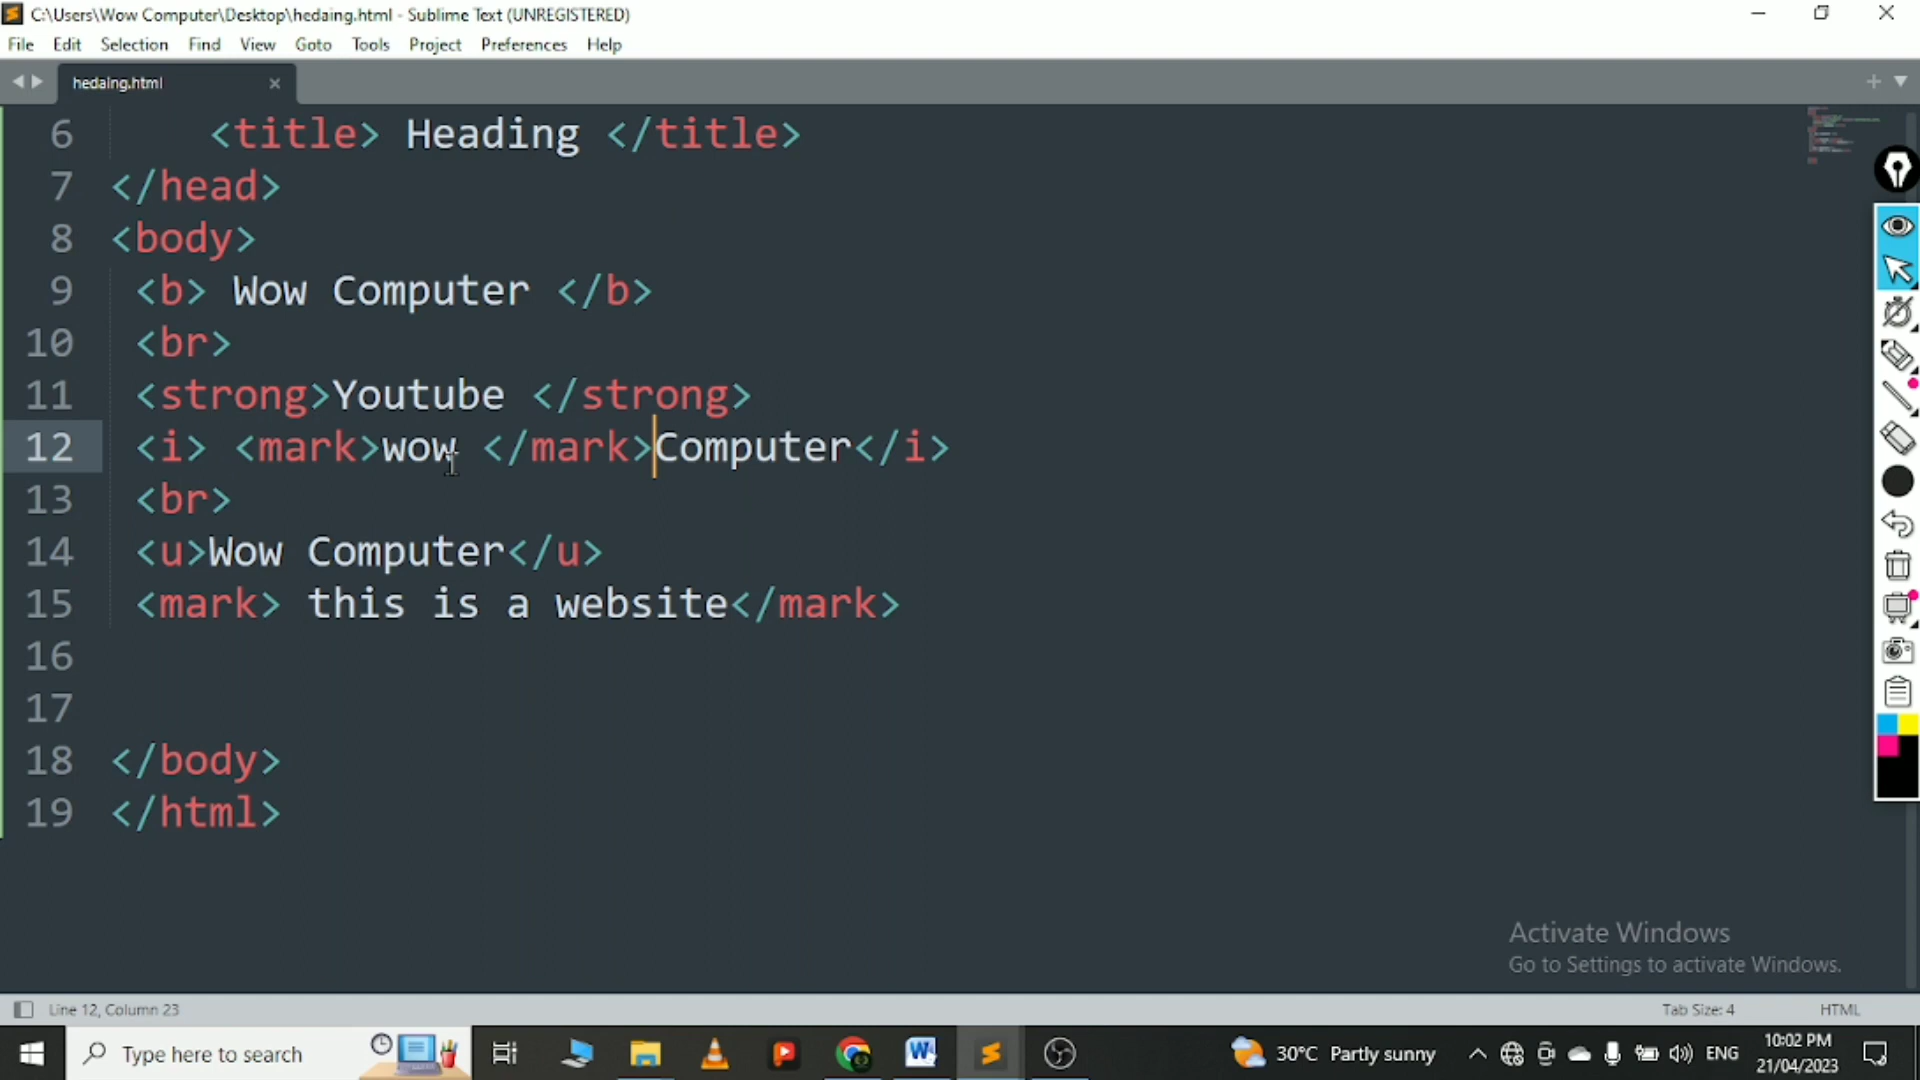 C:\Users\Wow Computer\Desktop\hedaing.html - Sublime Text (UNREGISTERED)
File Edit Selection Find View Goto Tools Project Preferences Help
hedaing.html
6 <title> Heading </title>
7 </head>
8 <body>
9 <b> Wow Computer </b>
10 <br>
11 <strong>Youtube </strong>
12 <i> <mark>wow </mark>Computer</i>
13 <br>
14 <u>Wow Computer</u>
15 <mark> this is a website</mark>
16
17
18 </body>
19 </html>
Activate Windows
Go to Settings to activate Windows.
Line 12, Column 23 Tab Size: 4 HTML
Type here to search 30°C Partly sunny ENG 10:02 PM
21/04/2023